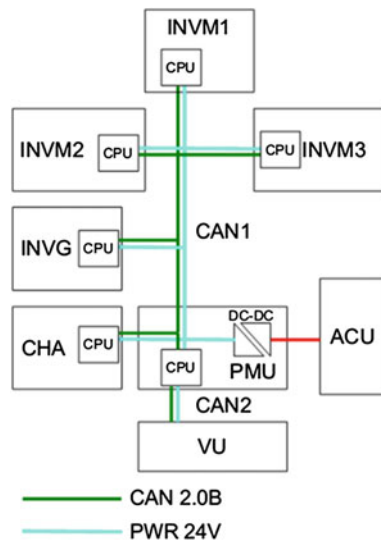 INVM1
CPU
INVM2
CPU
CPU
INVM3
CAN1
INVG
CPU
DC-DC
ACU
CHA
CPU
CPU
PMU
CAN2
VU
CAN 2.0B
PWR 24V